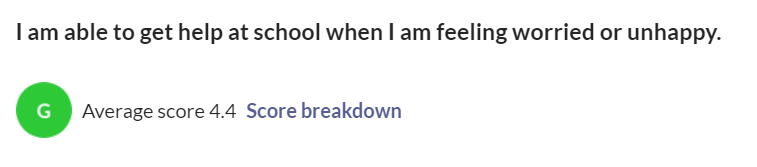 I am able to get help at school when I am feeling worried or unhappy.
G Average score 4.4 Score breakdown